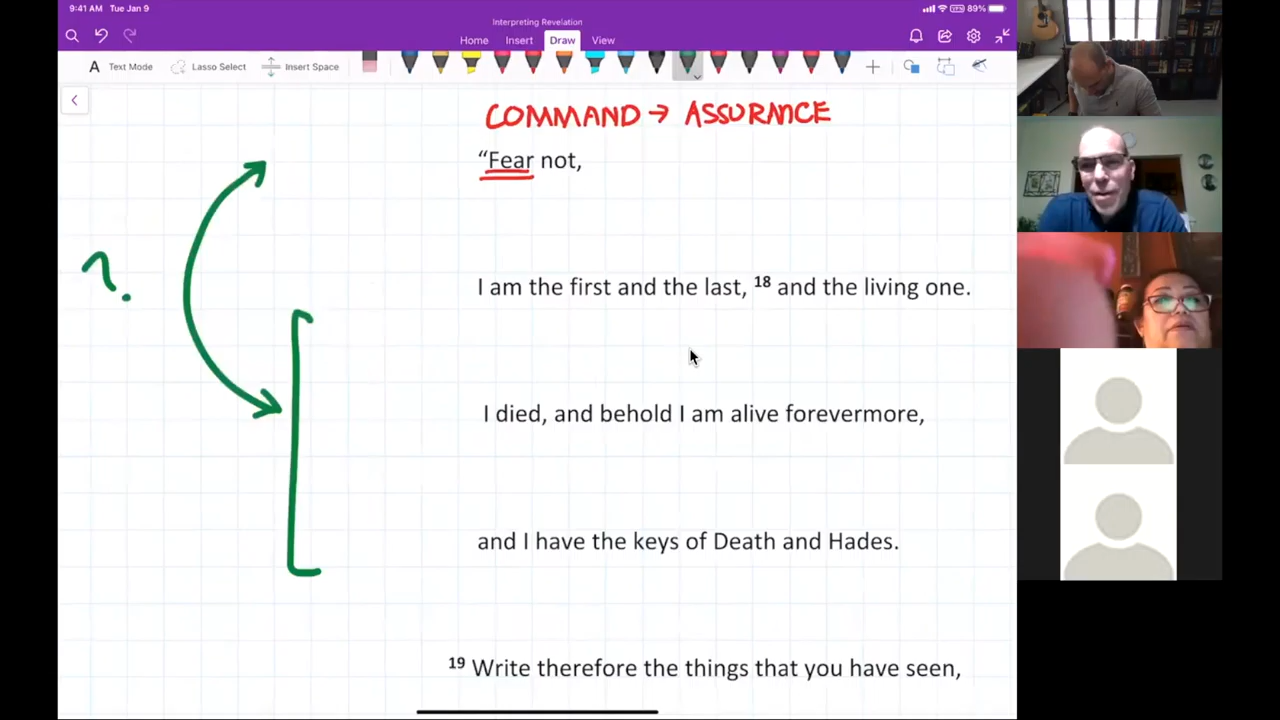 9:41 AM Tue Jan 9
VPN 89%
Interpreting Revelation
Home Insert Draw View
A Text Mode Lasso Select Insert Space
COMMAND → ASSURANCE
“Fear not,
?
I am the first and the last, 18 and the living one.
I died, and behold I am alive forevermore,
and I have the keys of Death and Hades.
19 Write therefore the things that you have seen,